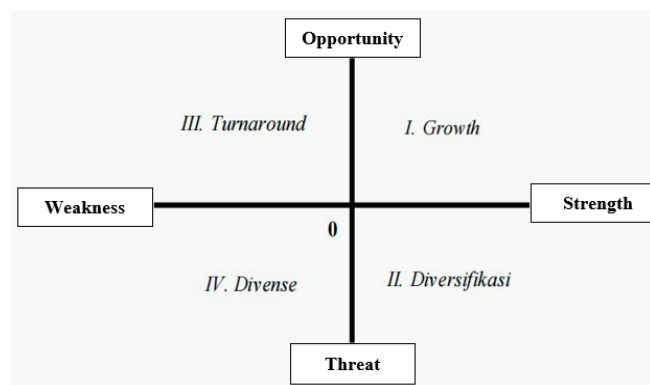 Opportunity
III. Turnaround
I. Growth
Weakness
Strength
0
IV. Divense
II. Diversifikasi
Threat